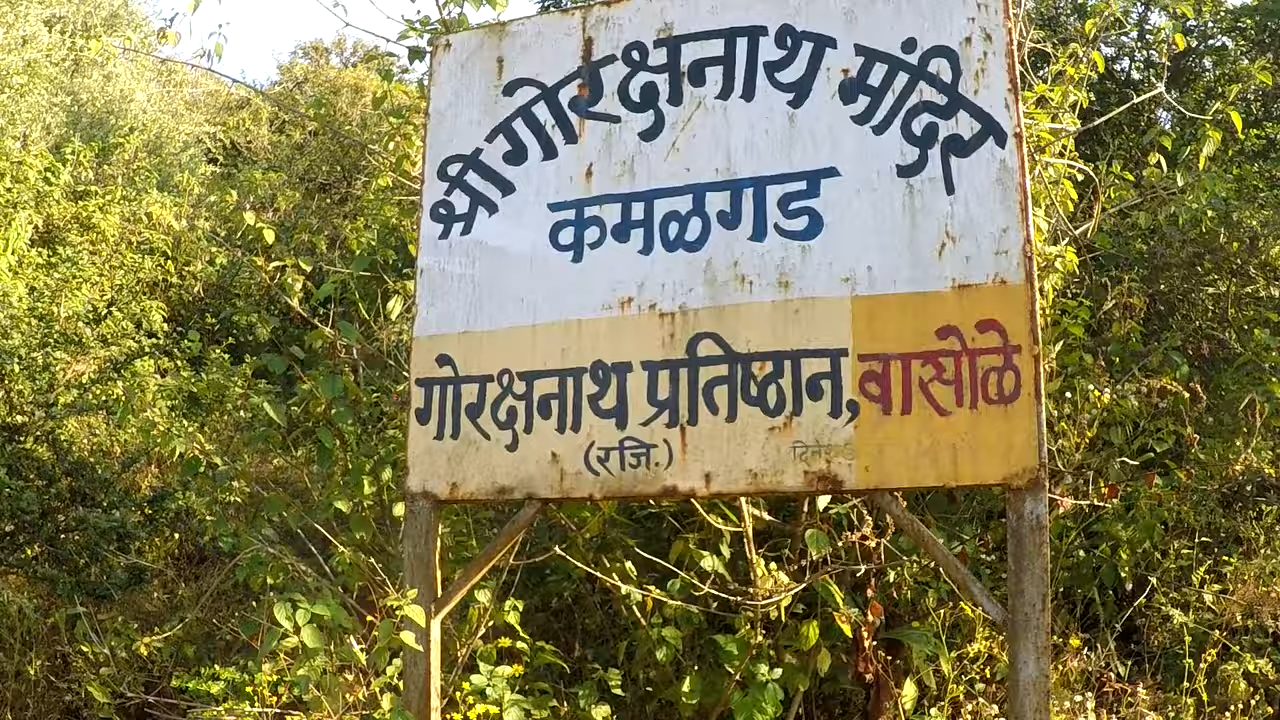 श्री गोरक्षनाथ मंदिर
कमळगड
गोरक्षनाथ प्रतिष्ठान, वासोळे
(रजि.)